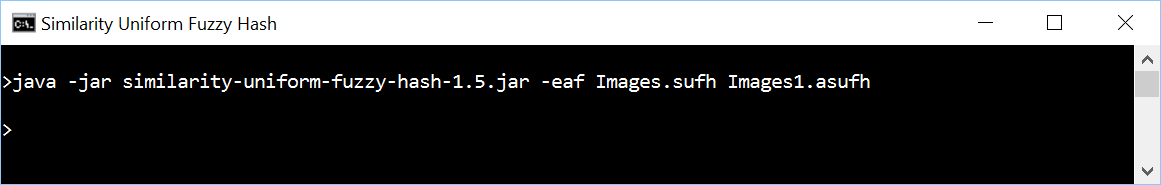 Similarity Uniform Fuzzy Hash
>java -jar similarity-uniform-fuzzy-hash-1.5.jar -eaf Images.sufh Images1.asufh
>